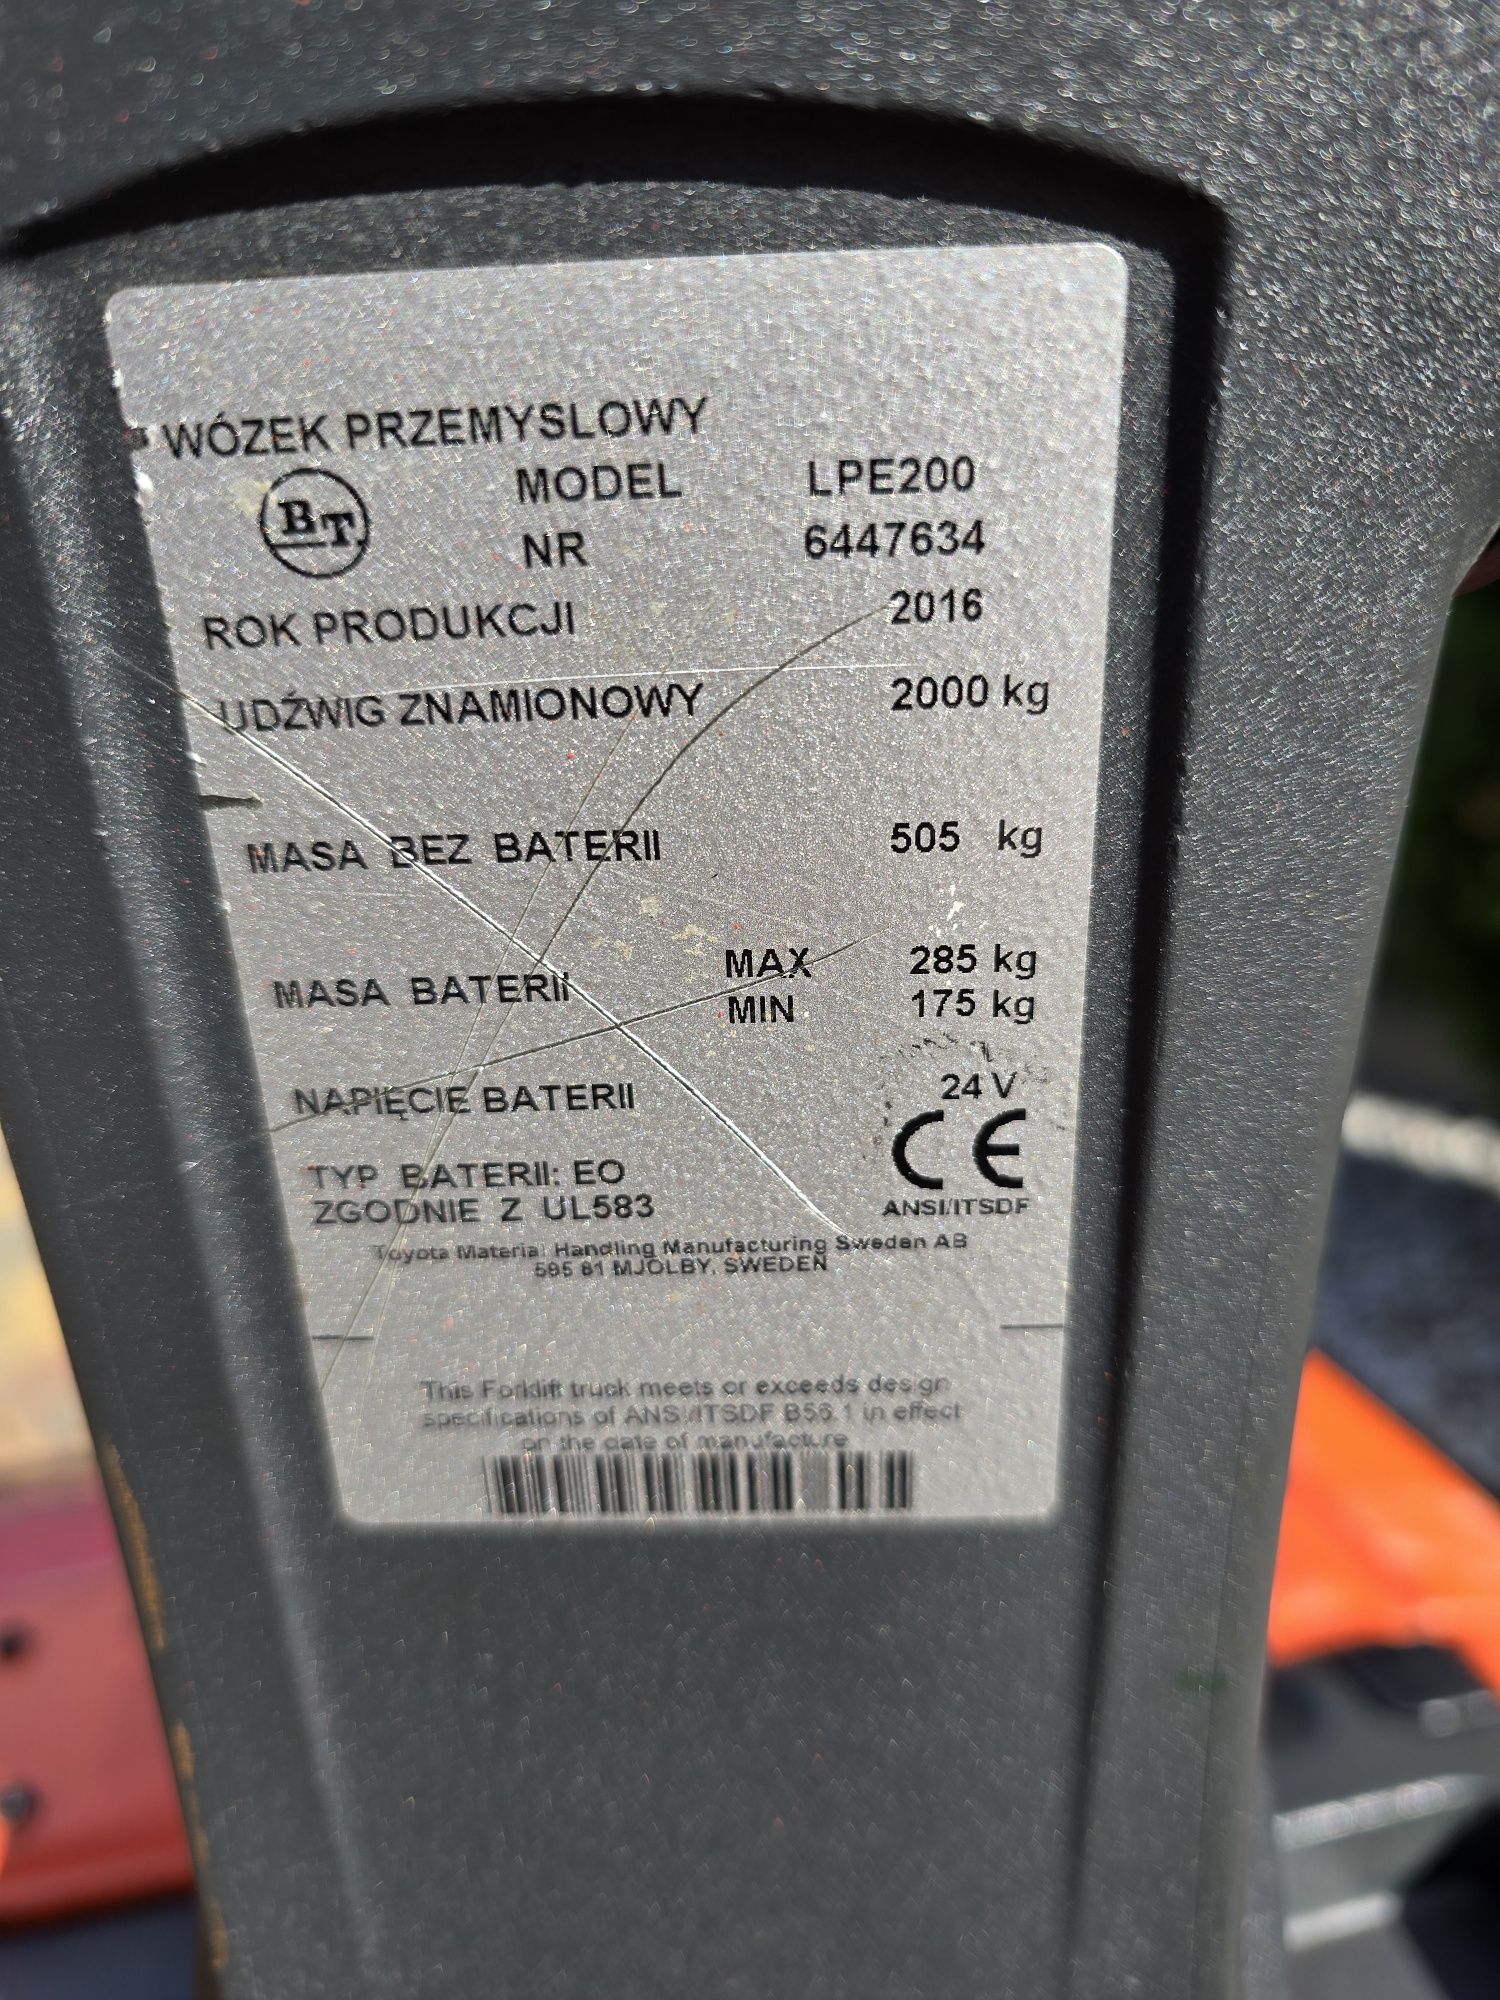 WÓZEK PRZEMYSLOWY
BT
MODEL LPE200
NR 6447634
ROK PRODUKCJI 2016
UDŹWIG ZNAMIONOWY 2000 kg
MASA BEZ BATERII 505 kg
MASA BATERII MAX 285 kg
MIN 175 kg
NAPIĘCIE BATERII 24 V
CE
TYP BATERII: EO
ZGODNIE Z UL583 ANSI/ITSDF
Toyota Material Handling Manufacturing Sweden AB
595 81 MJOLBY, SWEDEN
This Forklift truck meets or exceeds design
specifications of ANSI/ITSDF B56.1 in effect
on the date of manufacture